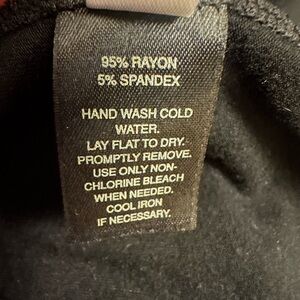 95% RAYON
5% SPANDEX
HAND WASH COLD
WATER.
LAY FLAT TO DRY.
PROMPTLY REMOVE.
USE ONLY NON-
CHLORINE BLEACH
WHEN NEEDED.
COOL IRON
IF NECESSARY.